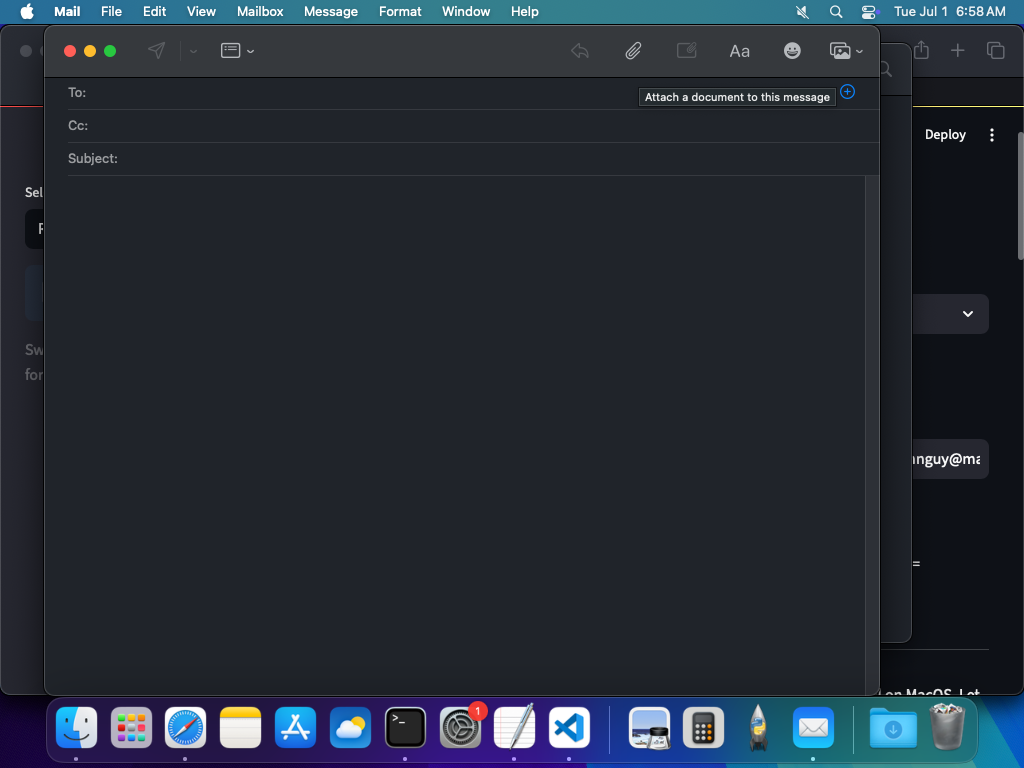 Mail File Edit View Mailbox Message Format Window Help Tue Jul 1 6:58 AM
Aa
To:
Attach a document to this message
Cc:
Subject:
Deploy
Sel
Sw
for
nguy@ma
=
on MacOS. Let
>_
1